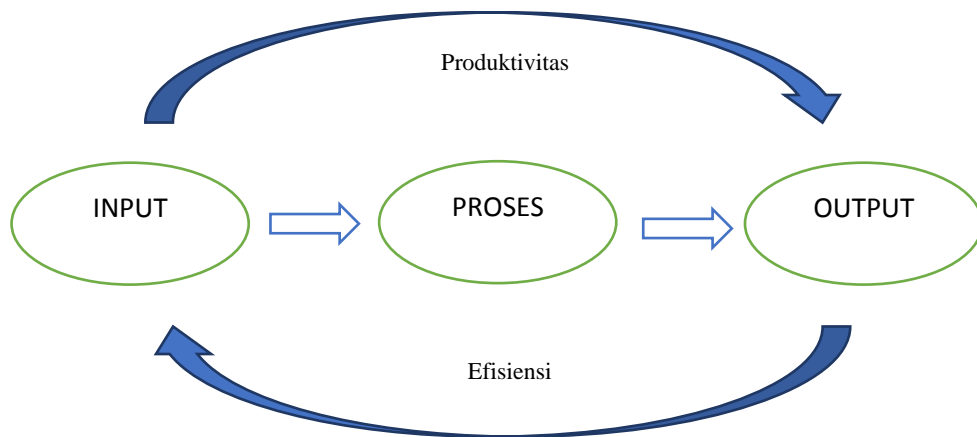 Produktivitas
INPUT
PROSES
OUTPUT
Efisiensi